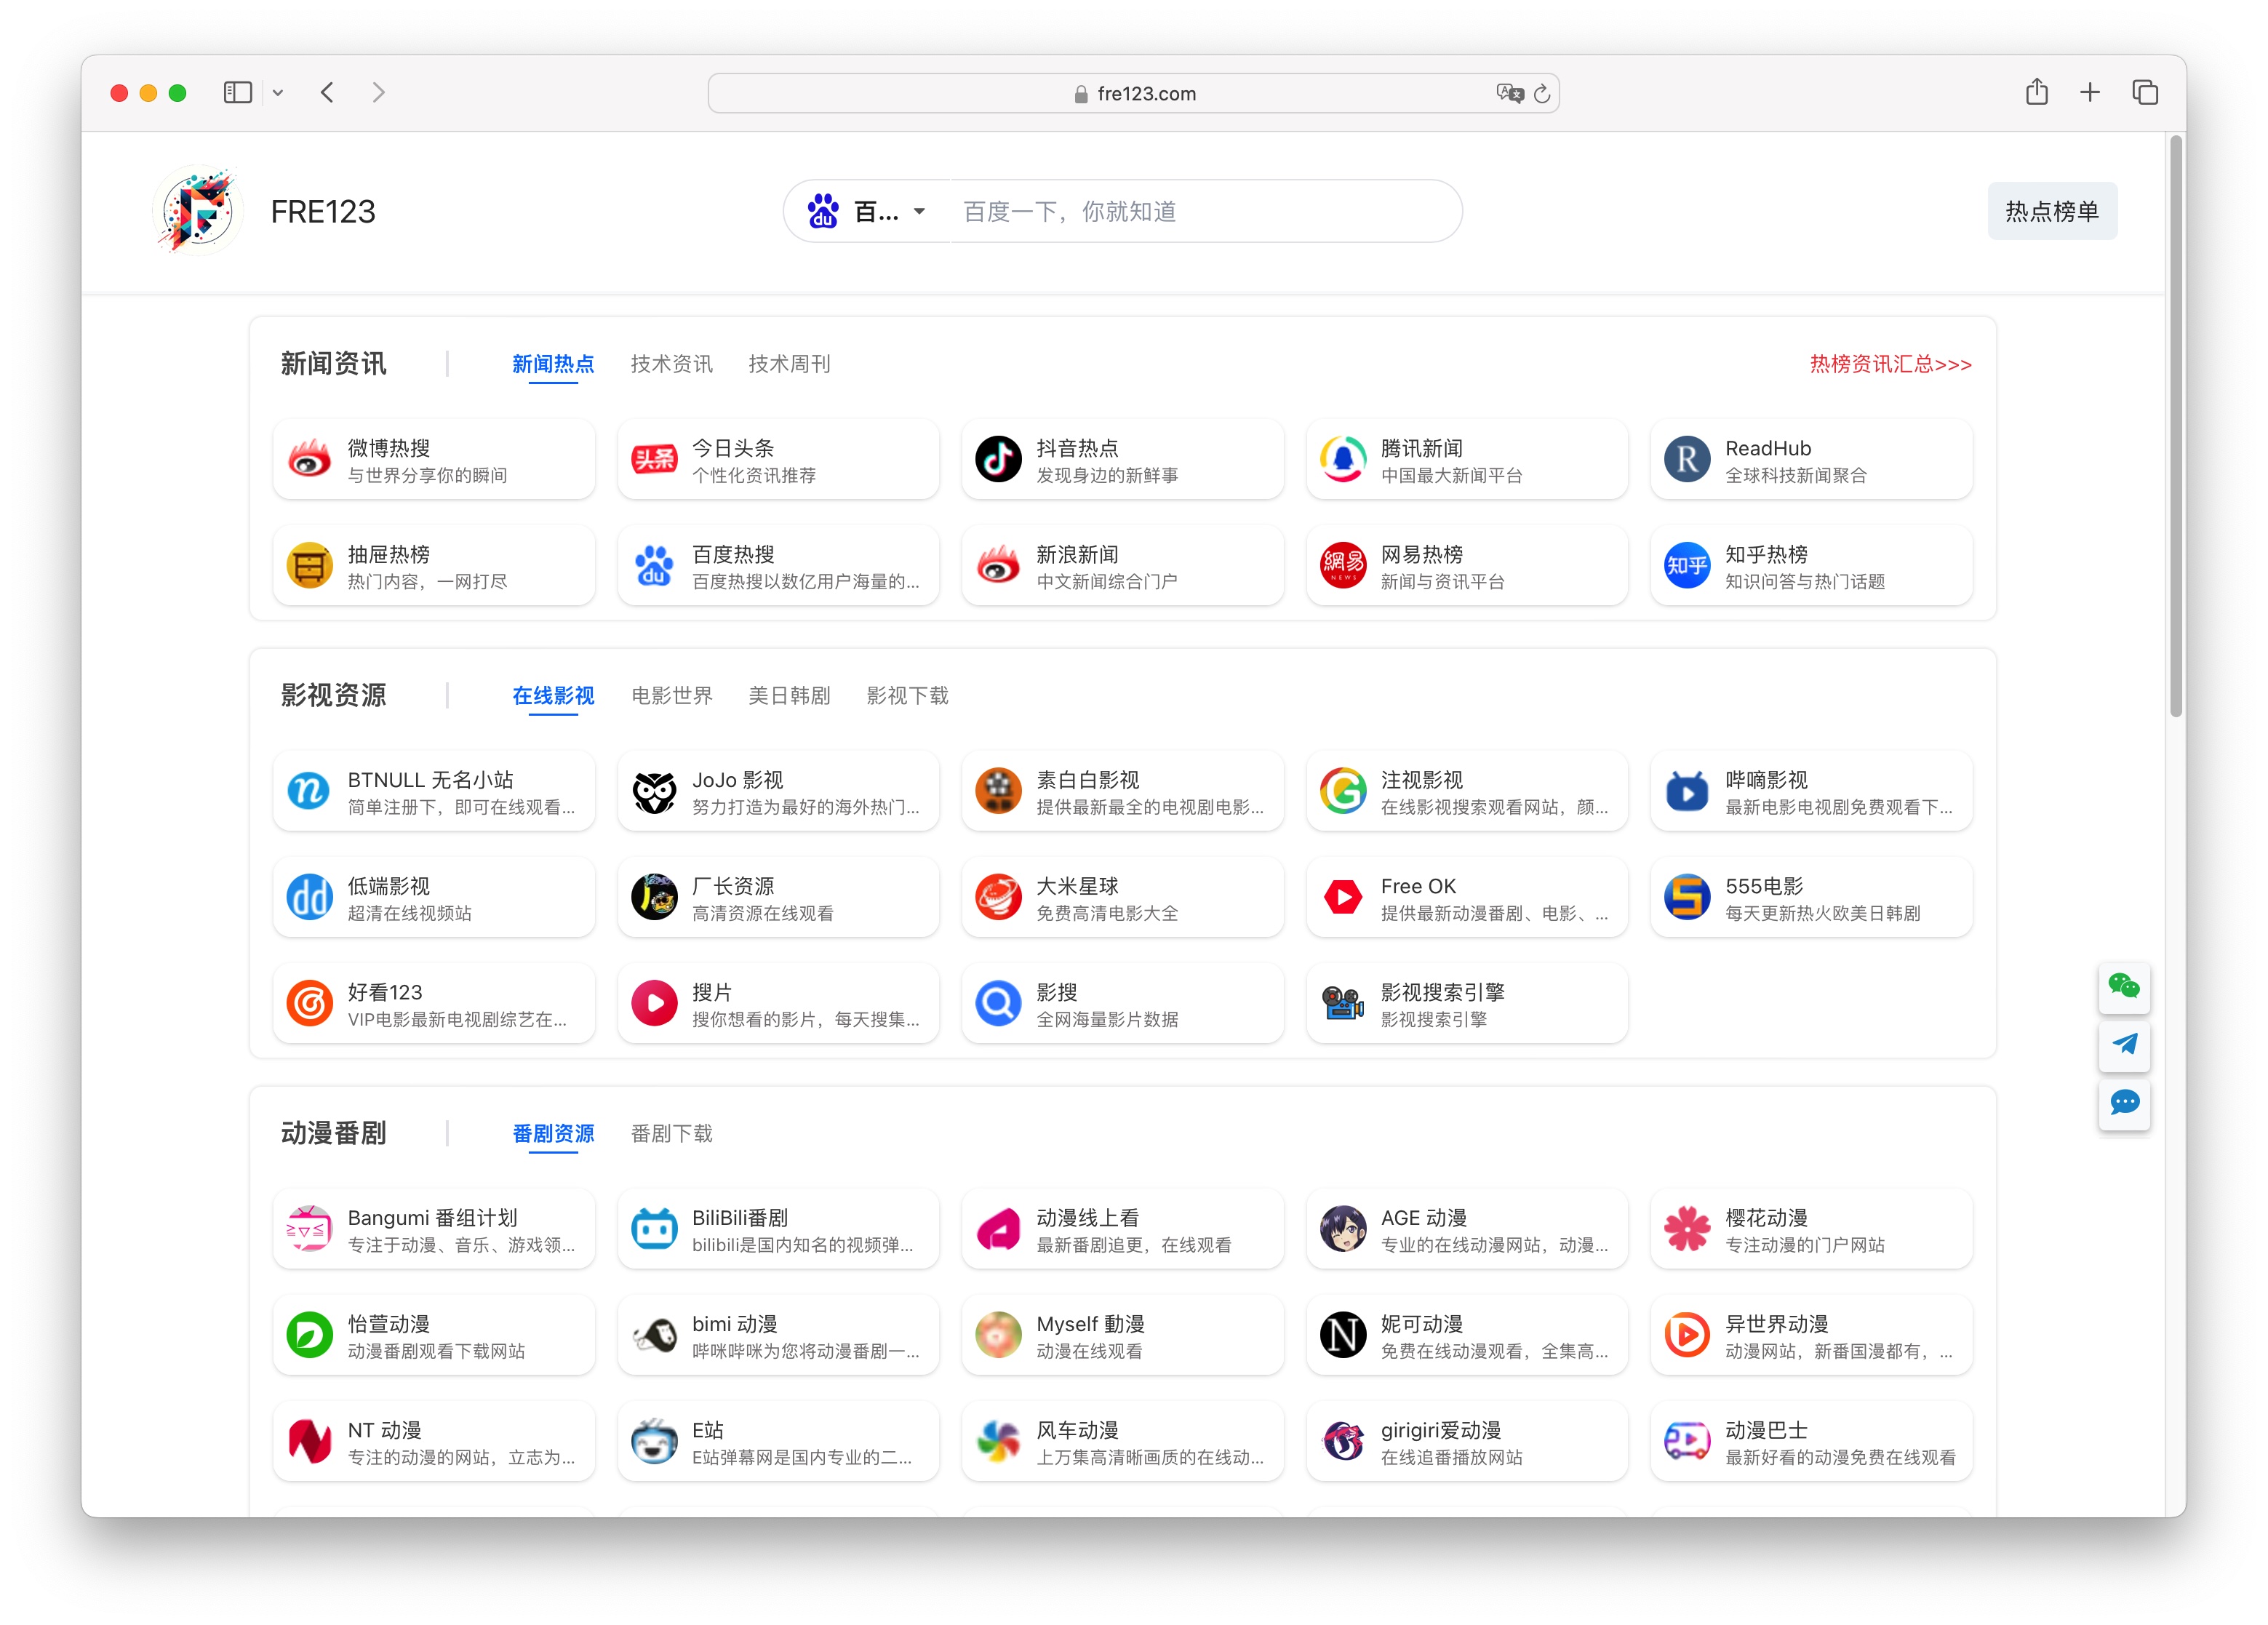 fre123.com
FRE123
百...
百度一下，你就知道
热点榜单
新闻资讯
新闻热点
技术资讯
技术周刊
热榜资讯汇总>>>
微博热搜
与世界分享你的瞬间
头条
今日头条
个性化资讯推荐
抖音热点
发现身边的新鲜事
腾讯新闻
中国最大新闻平台
R
ReadHub
全球科技新闻聚合
抽屉热榜
热门内容，一网打尽
du
百度热搜
百度热搜以数亿用户海量的...
新浪新闻
中文新闻综合门户
網易
NEWS
网易热榜
新闻与资讯平台
知乎
知乎热榜
知识问答与热门话题
影视资源
在线影视
电影世界
美日韩剧
影视下载
BTNULL 无名小站
简单注册下，即可在线观看...
JoJo 影视
努力打造为最好的海外热门...
素白白影视
提供最新最全的电视剧电影...
注视影视
在线影视搜索观看网站，颜...
哔嘀影视
最新电影电视剧免费观看下...
dd
低端影视
超清在线视频站
厂长资源
高清资源在线观看
大米星球
免费高清电影大全
Free OK
提供最新动漫番剧、电影、...
555电影
每天更新热火欧美日韩剧
好看123
VIP电影最新电视剧综艺在...
搜片
搜你想看的影片，每天搜集...
影搜
全网海量影片数据
影视搜索引擎
影视搜索引擎
动漫番剧
番剧资源
番剧下载
Bangumi 番组计划
专注于动漫、音乐、游戏领...
BiliBili番剧
bilibili是国内知名的视频弹...
动漫线上看
最新番剧追更，在线观看
AGE 动漫
专业的在线动漫网站，动漫...
樱花动漫
专注动漫的门户网站
怡萱动漫
动漫番剧观看下载网站
bimi 动漫
哔咪哔咪为您将动漫番剧一...
Myself 動漫
动漫在线观看
N
妮可动漫
免费在线动漫观看，全集高...
异世界动漫
动漫网站，新番国漫都有，...
NT 动漫
专注的动漫的网站，立志为...
E站
E站弹幕网是国内专业的二...
风车动漫
上万集高清晰画质的在线动...
girigiri爱动漫
在线追番播放网站
动漫巴士
最新好看的动漫免费在线观看